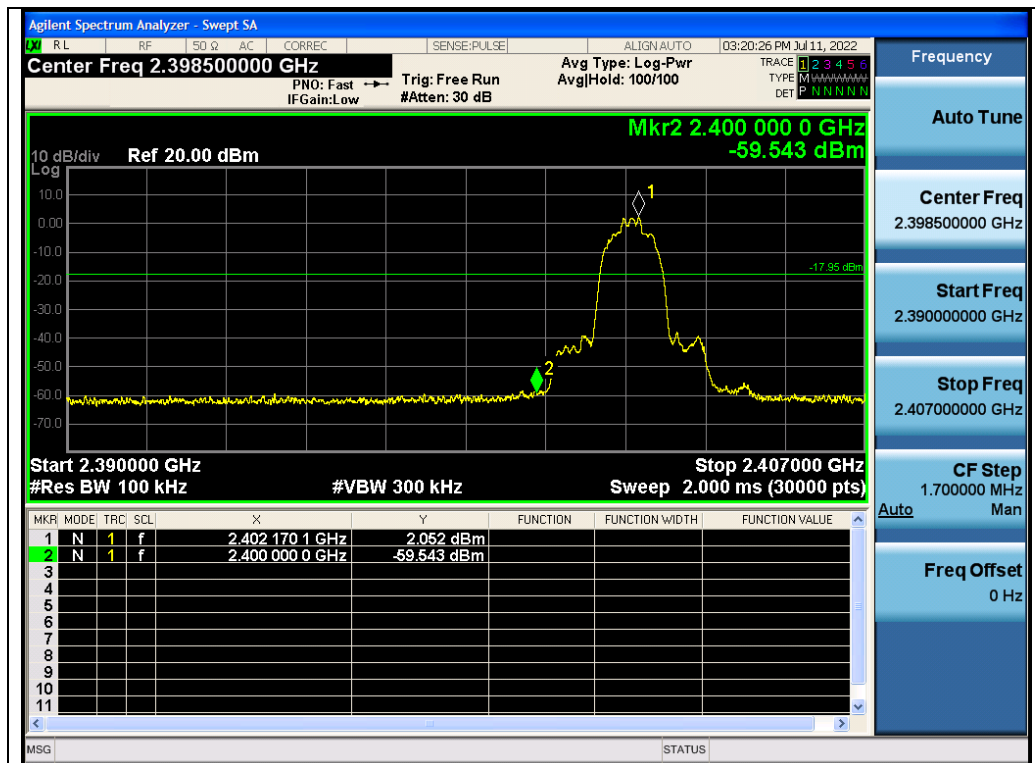 Agilent Spectrum Analyzer - Swept SA
LXI RL RF 50 Ω AC CORREC SENSE:PULSE ALIGN AUTO 03:20:26 PM Jul 11, 2022
Center Freq 2.398500000 GHz
PNO: Fast
IFGain:Low
Trig: Free Run
#Atten: 30 dB
Avg Type: Log-Pwr
Avg|Hold: 100/100
TRACE 1 2 3 4 5 6
TYPE M WWWWW
DET P N N N N N
Mkr2 2.400 000 0 GHz
-59.543 dBm
10 dB/div Ref 20.00 dBm
Log
10.0
0.00
-10.0
-20.0
-30.0
-40.0
-50.0
-60.0
-70.0
1
-17.95 dBm
2
Start 2.390000 GHz Stop 2.407000 GHz
#Res BW 100 kHz #VBW 300 kHz Sweep 2.000 ms (30000 pts)
MKR MODE TRC SCL X Y FUNCTION FUNCTION WIDTH FUNCTION VALUE
1 N 1 f 2.402 170 1 GHz 2.052 dBm
2 N 1 f 2.400 000 0 GHz -59.543 dBm
3
4
5
6
7
8
9
10
11
MSG STATUS
Frequency
Auto Tune
Center Freq
2.398500000 GHz
Start Freq
2.390000000 GHz
Stop Freq
2.407000000 GHz
CF Step
1.700000 MHz
Auto Man
Freq Offset
0 Hz